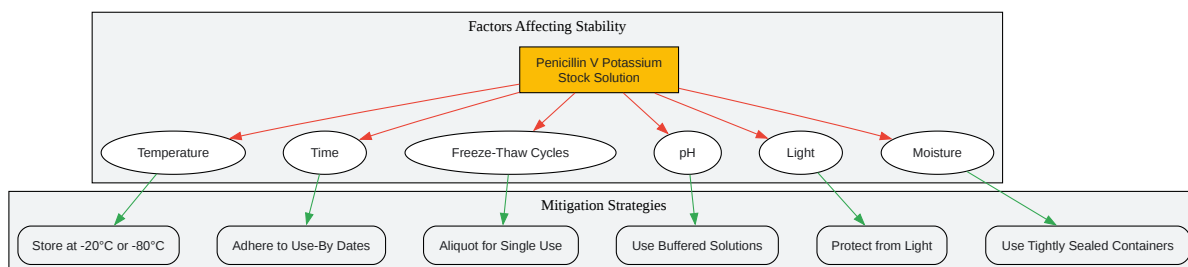 Factors Affecting Stability
Penicillin V Potassium
Stock Solution
Temperature
Time
Freeze-Thaw Cycles
pH
Light
Moisture
Mitigation Strategies
Store at -20°C or -80°C
Adhere to Use-By Dates
Aliquot for Single Use
Use Buffered Solutions
Protect from Light
Use Tightly Sealed Containers